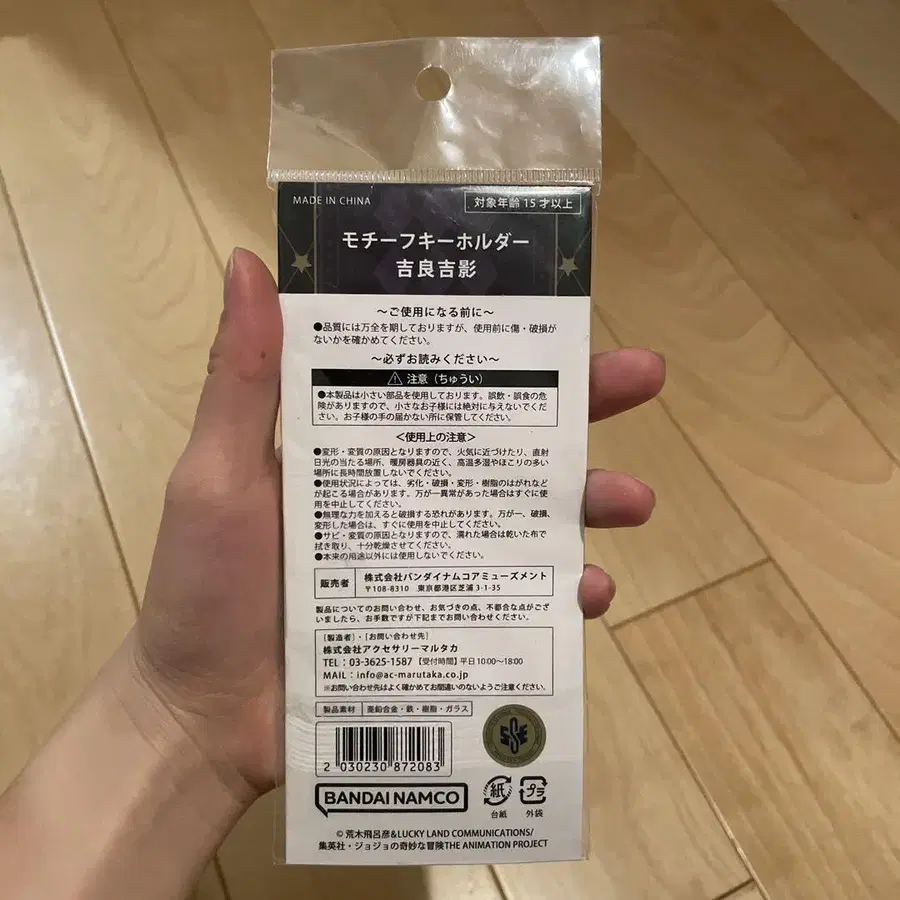 MADE IN CHINA
対象年齢15才以上
モチーフキーホルダー
吉良吉影
～ご使用になる前に～
●品質には万全を期しておりますが、使用前に傷・破損が
ないかを確かめてください。
～必ずお読みください～
⚠ 注意（ちゅうい）
●本製品は小さい部品を使用しております。誤飲・誤食の危
険がありますので、小さなお子様には絶対に与えないでくだ
さい。お子様の手の届かない所に保管してください。
＜使用上の注意＞
●変形・変質の原因となりますので、火気に近づけたり、直射
日光の当たる場所、暖房器具の近く、高温多湿やほこりの多い
場所に長時間放置しないでください。
●使用状況によっては、劣化・破損・変形・樹脂のはがれなど
が起こる場合があります。万が一異常があった場合はすぐに使
用を中止してください。
●無理な力を加えると破損する恐れがあります。万が一、破損、
変形した場合は、すぐに使用を中止してください。
●サビ・変質の原因となりますので、濡れた場合は乾いた布で
拭き取り、十分乾燥させてください。
●本来の用途以外には使用しないでください。
販売者
株式会社バンダイナムコアミューズメント
〒108-8310 東京都港区芝浦3-1-35
製品についてのお問い合わせ、お気づきの点、不都合な点がござ
いましたら、お手数ですが下記までお問い合わせください。
［製造者］・［お問い合わせ先］
株式会社アクセサリーマルタカ
TEL：03-3625-1587 【受付時間】平日10:00～18:00
MAIL：info@ac-marutaka.co.jp
※お問い合わせ先はよく確かめてお間違いのないようご注意ください。
製品素材 亜鉛合金・鉄・樹脂・ガラス
2 030230 872083
BANDAI NAMCO
紙
台紙
プラ
外袋
© 荒木飛呂彦&LUCKY LAND COMMUNICATIONS/
集英社・ジョジョの奇妙な冒険THE ANIMATION PROJECT